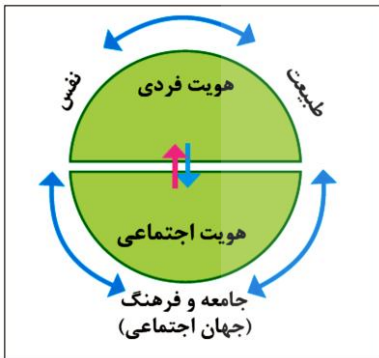 هویت فردی
طبیعت
نفس
هویت اجتماعی
جامعه و فرهنگ
(جهان اجتماعی)